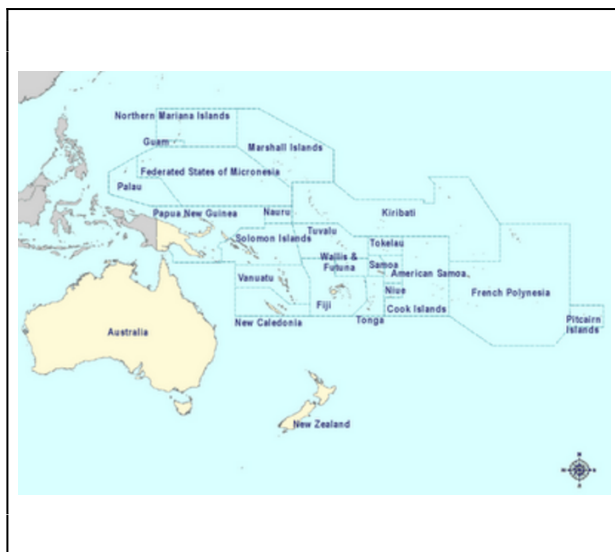 Northern Mariana Islands
Guam
Marshall Islands
Federated States of Micronesia
Palau
Papua New Guinea
Nauru
Kiribati
Solomon Islands
Tuvalu
Tokelau
Wallis &
Futuna
Samoa
American Samoa
Vanuatu
Niue
French Polynesia
Fiji
Cook Islands
New Caledonia
Tonga
Pitcairn
Islands
Australia
New Zealand